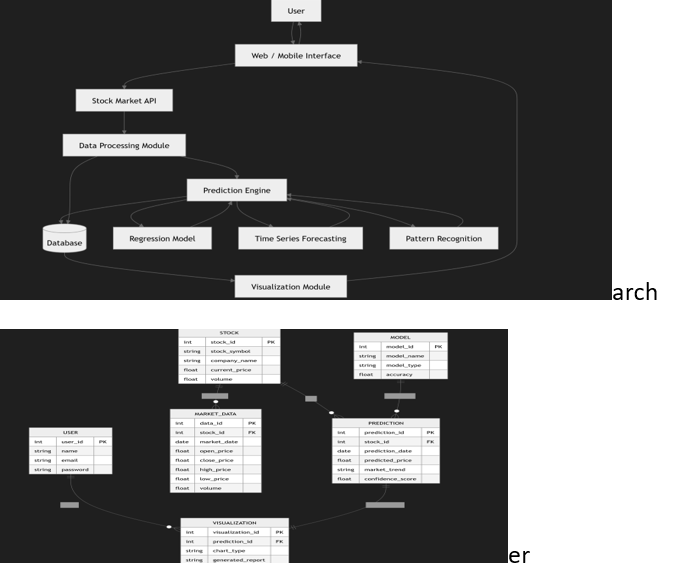 User
Web / Mobile Interface
Stock Market API
Data Processing Module
Prediction Engine
Database
Regression Model
Time Series Forecasting
Pattern Recognition
Visualization Module
arch
STOCK
int stock_id PK
string stock_symbol
string company_name
float current_price
float volume
MODEL
int model_id PK
string model_name
string model_type
float accuracy
MARKET_DATA
int data_id PK
int stock_id FK
date market_date
float open_price
float close_price
float high_price
float low_price
float volume
PREDICTION
int prediction_id PK
int stock_id FK
date prediction_date
float predicted_price
string market_trend
float confidence_score
USER
int user_id PK
string name
string email
string password
VISUALIZATION
int visualization_id PK
int prediction_id FK
string chart_type
string generated_report
er